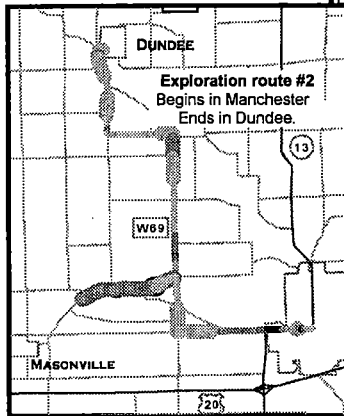 DUNDEE
Exploration route #2
Begins in Manchester
Ends in Dundee.
13
W69
MASONVILLE
20